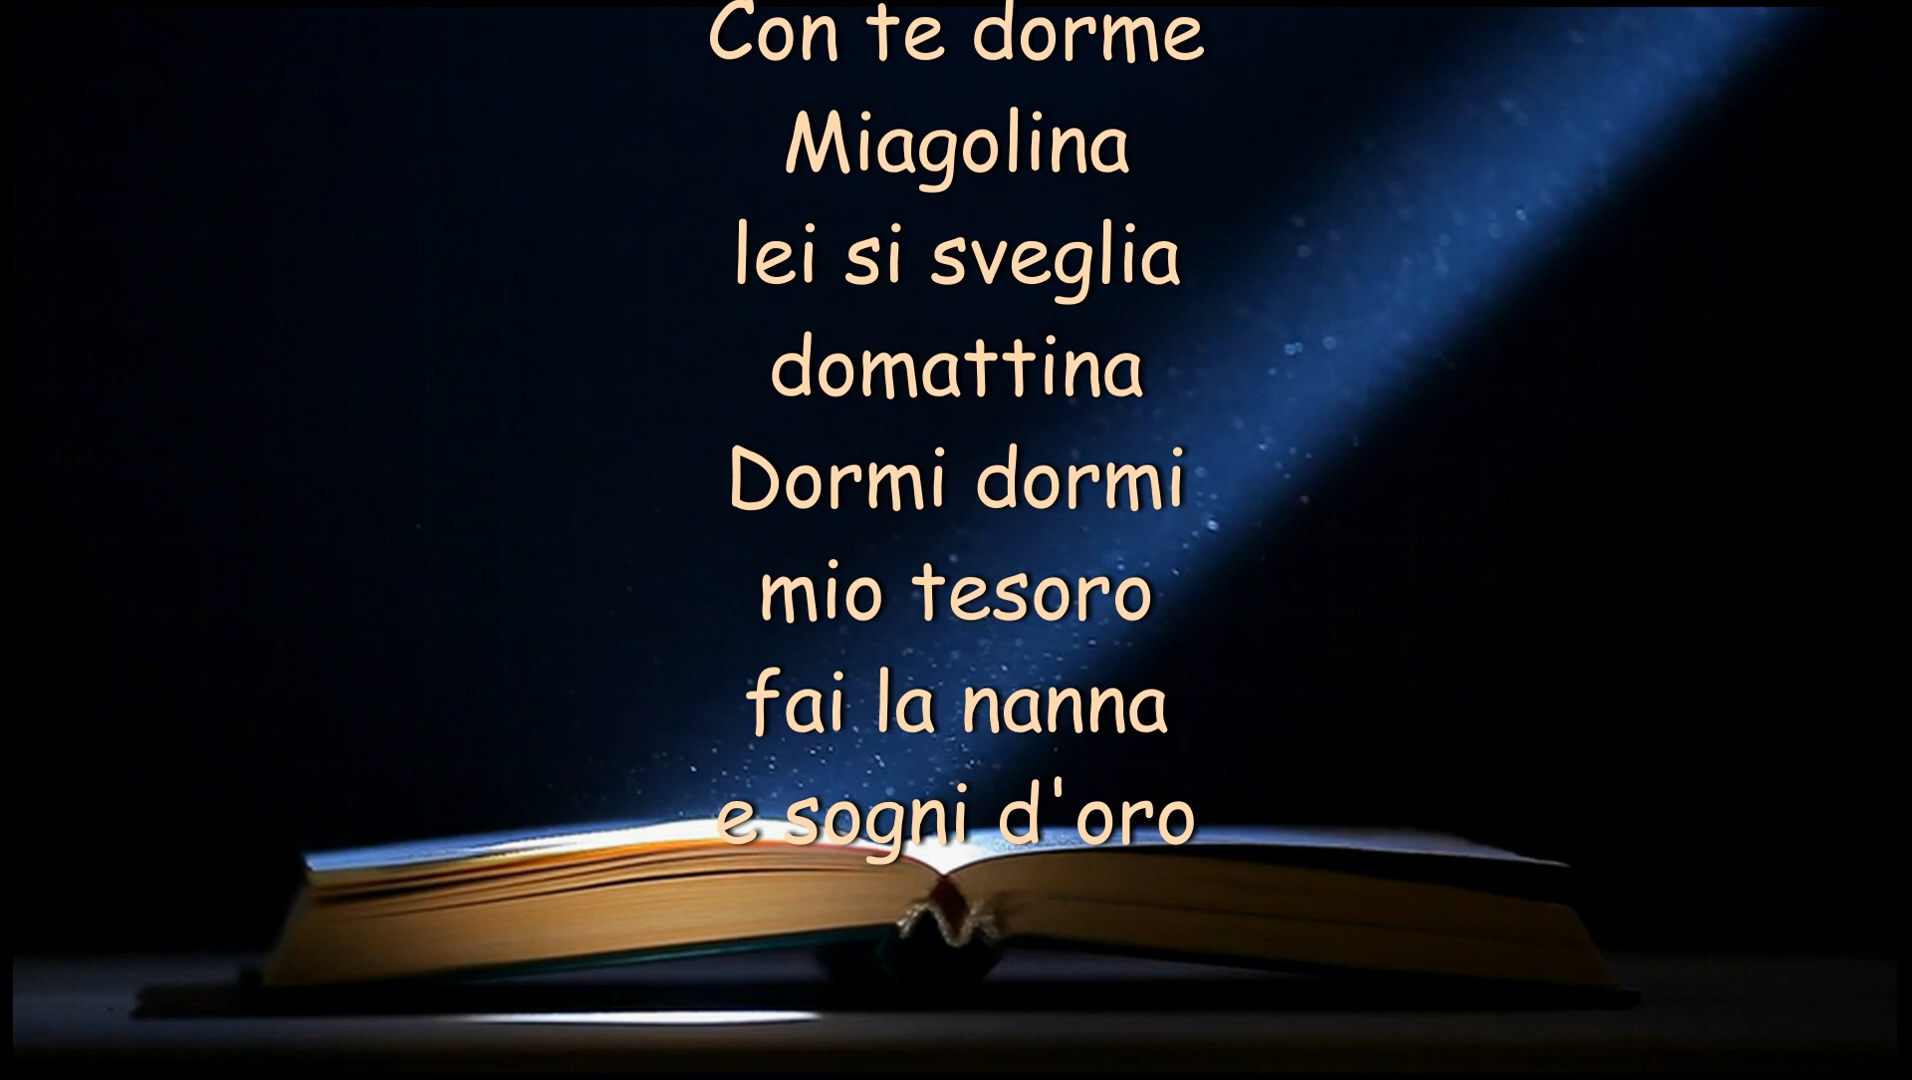 Con te dorme
Miagolina
lei si sveglia
domattina
Dormi dormi
mio tesoro
fai la nanna
e sogni d'oro